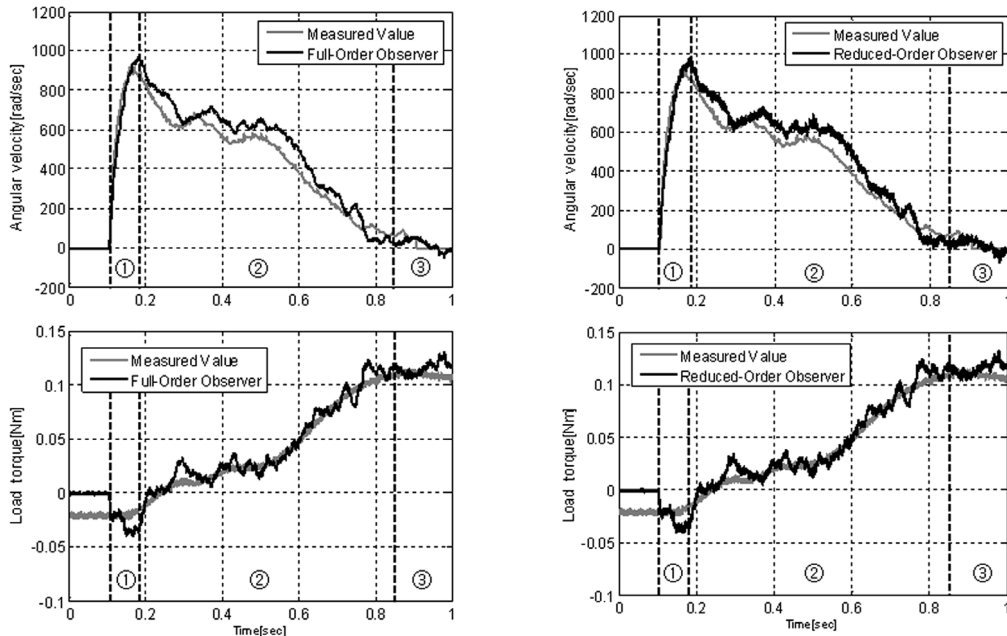 1200
1000
800
600
400
200
0
-200
Angular velocity[rad/sec]
Measured Value
Full-Order Observer
① ② ③
0 0.2 0.4 0.6 0.8 1
1200
1000
800
600
400
200
0
-200
Angular velocity[rad/sec]
Measured Value
Reduced-Order Observer
① ② ③
0 0.2 0.4 0.6 0.8 1
0.15
0.1
0.05
0
-0.05
-0.1
Load torque[Nm]
Measured Value
Full-Order Observer
① ② ③
0 0.2 0.4 0.6 0.8 1
Time[sec]
0.15
0.1
0.05
0
-0.05
-0.1
Load torque[Nm]
Measured Value
Reduced-Order Observer
① ② ③
0 0.2 0.4 0.6 0.8 1
Time[sec]